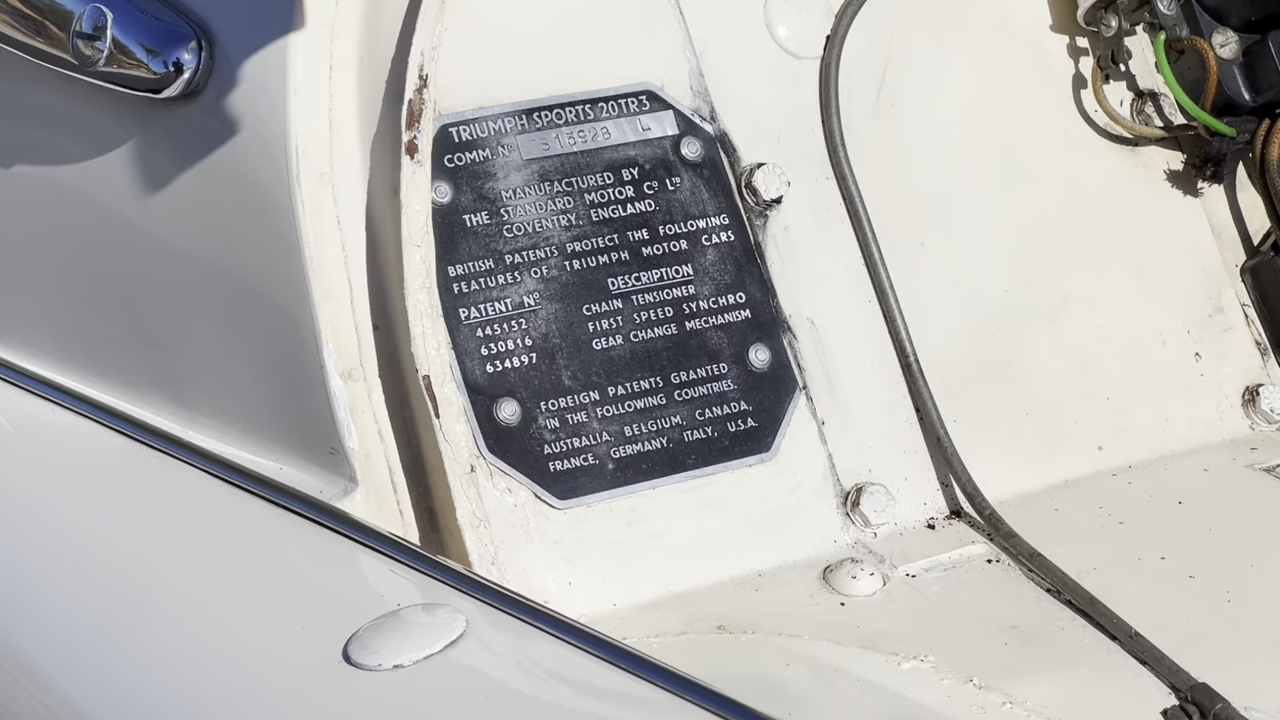 TRIUMPH SPORTS 20TR3
COMM. Nº TS15928 L
MANUFACTURED BY
THE STANDARD MOTOR Cº Lᵀᴰ
COVENTRY, ENGLAND.
BRITISH PATENTS PROTECT THE FOLLOWING
FEATURES OF TRIUMPH MOTOR CARS
PATENT Nº DESCRIPTION
445152 CHAIN TENSIONER
630816 FIRST SPEED SYNCHRO
634897 GEAR CHANGE MECHANISM
FOREIGN PATENTS GRANTED
IN THE FOLLOWING COUNTRIES.
AUSTRALIA, BELGIUM, CANADA,
FRANCE, GERMANY, ITALY, U.S.A.